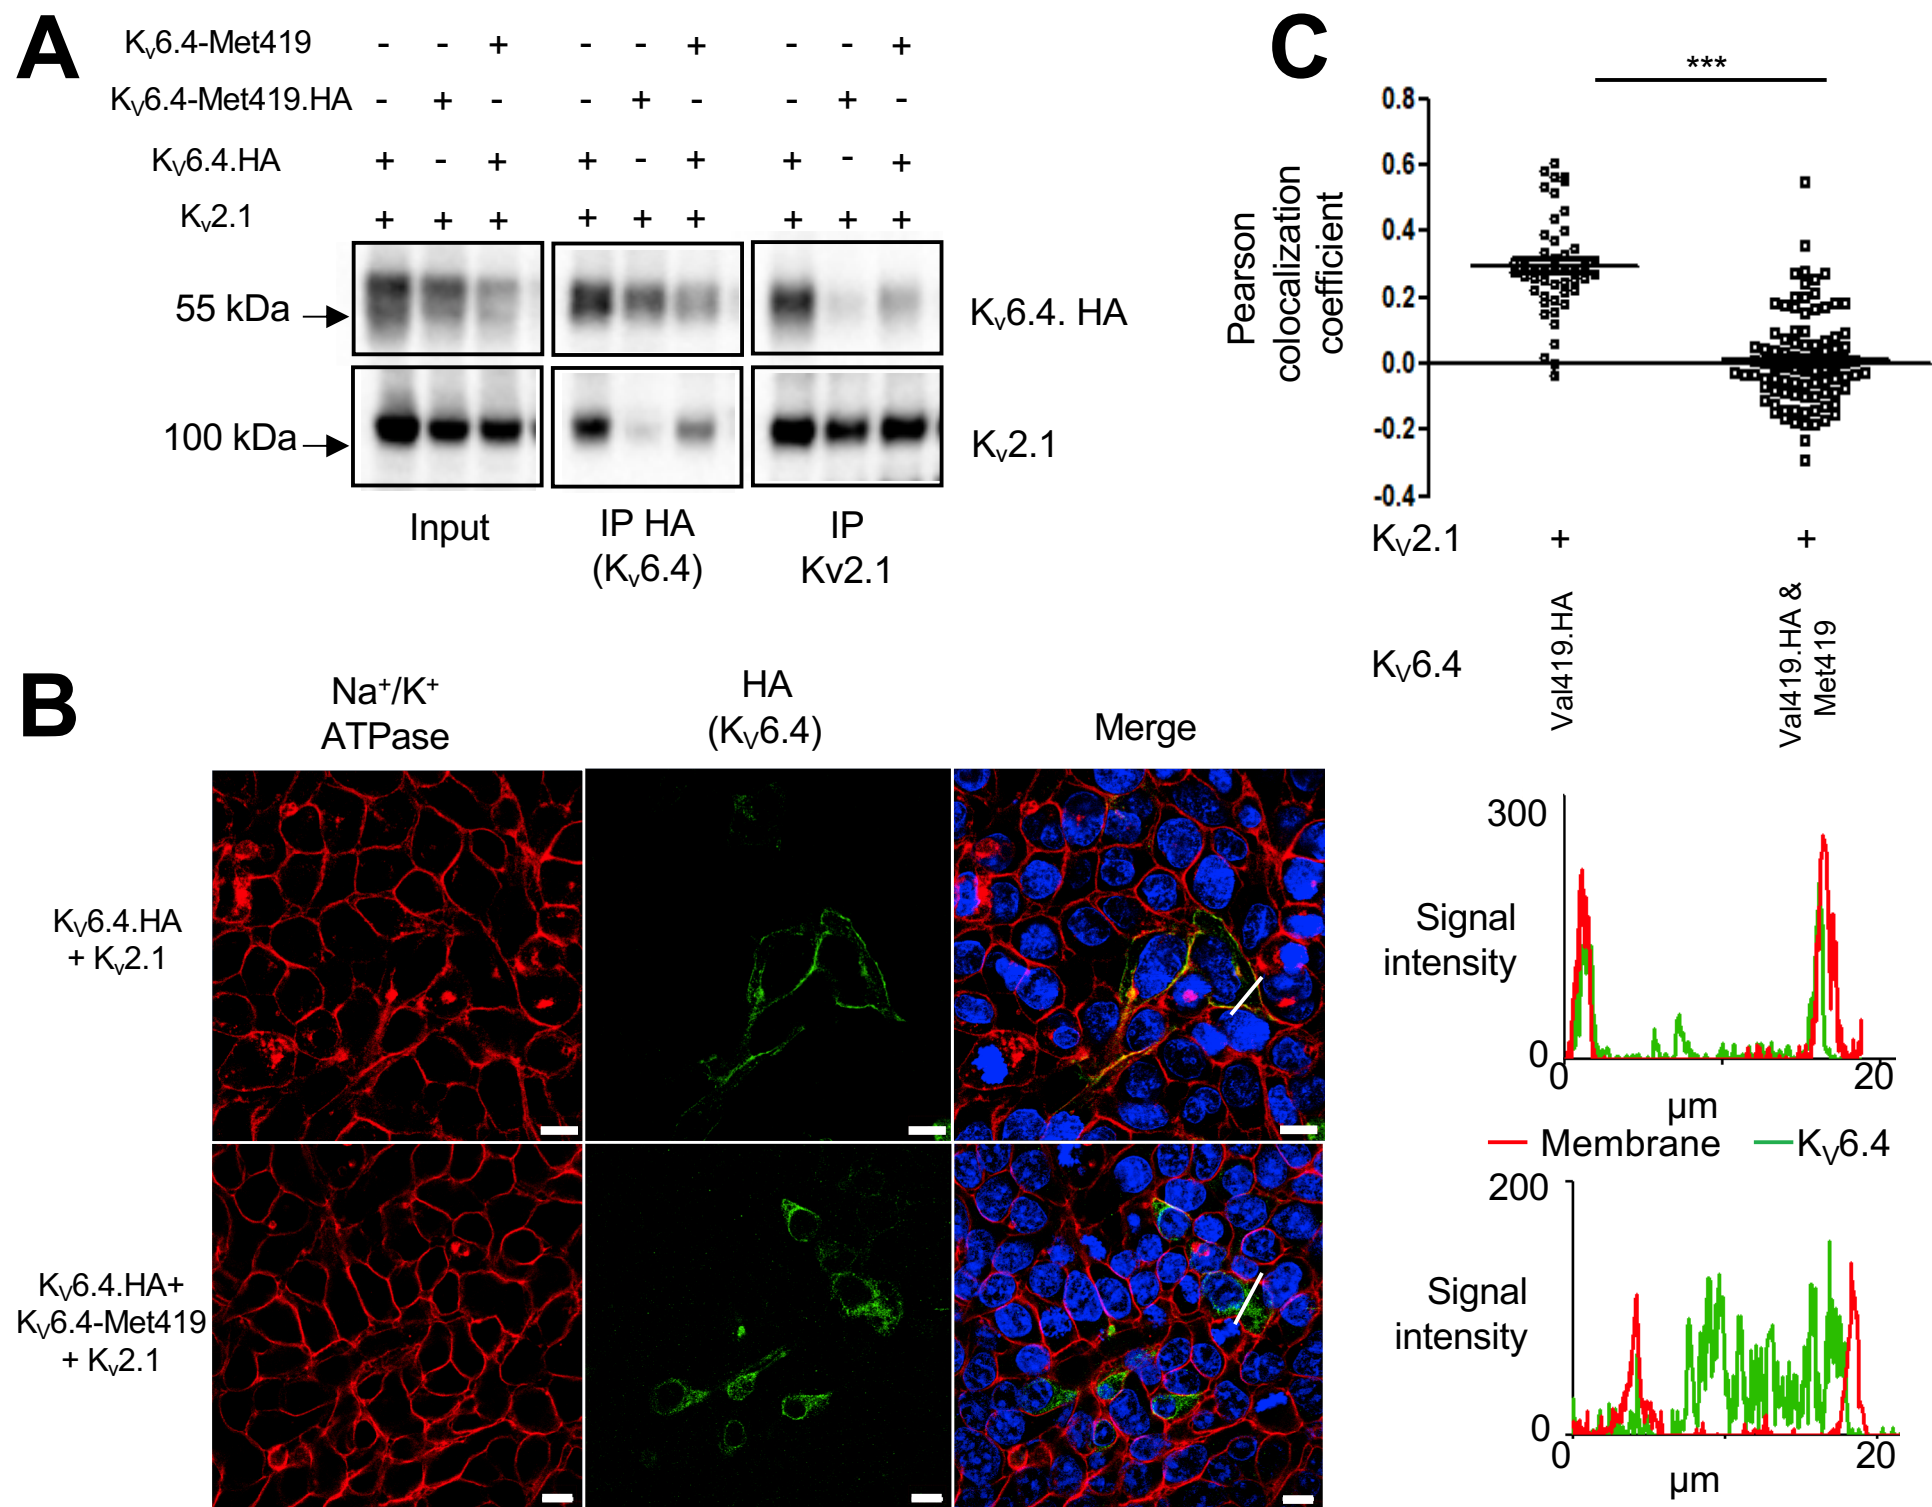 A
Kv6.4-Met419 - - + - - + - - +
KV6.4-Met419.HA - + - - + - - + -
KV6.4.HA + - + + - + + - +
Kv2.1 + + + + + + + + +
55 kDa
Kv6.4. HA
100 kDa
Kv2.1
Input
IP HA
(Kv6.4)
IP
Kv2.1
C
***
Pearson
colocalization
coefficient
0.8
0.6
0.4
0.2
0.0
-0.2
-0.4
KV2.1 + +
KV6.4
Val419.HA
Val419.HA &
Met419
B
Na+/K+
ATPase
HA
(KV6.4)
Merge
KV6.4.HA
+ Kv2.1
KV6.4.HA+
KV6.4-Met419
+ Kv2.1
300
Signal
intensity
0
0 20
µm
Membrane KV6.4
200
Signal
intensity
0
0 20
µm